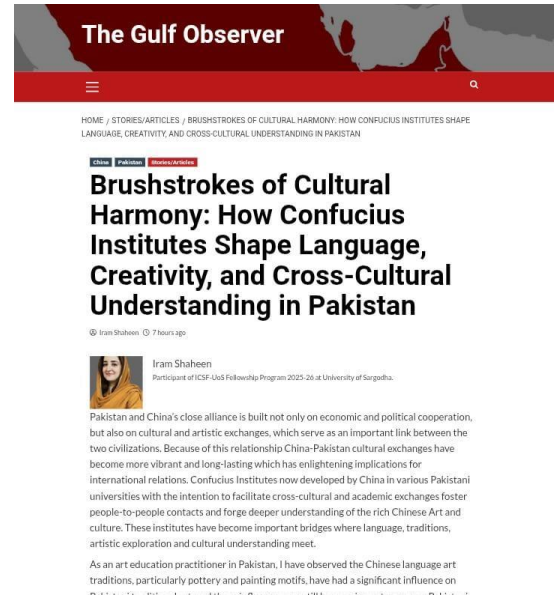 The Gulf Observer
HOME / STORIES/ARTICLES / BRUSHSTROKES OF CULTURAL HARMONY: HOW CONFUCIUS INSTITUTES SHAPE
LANGUAGE, CREATIVITY, AND CROSS-CULTURAL UNDERSTANDING IN PAKISTAN
China Pakistan Stories/Articles
Brushstrokes of Cultural
Harmony: How Confucius
Institutes Shape Language,
Creativity, and Cross-Cultural
Understanding in Pakistan
Iram Shaheen 7 hours ago
Iram Shaheen
Participant of ICSF-UoS Fellowship Program 2025-26 at University of Sargodha.
Pakistan and China's close alliance is built not only on economic and political cooperation,
but also on cultural and artistic exchanges, which serve as an important link between the
two civilizations. Because of this relationship China-Pakistan cultural exchanges have
become more vibrant and long-lasting which has enlightening implications for
international relations. Confucius Institutes now developed by China in various Pakistani
universities with the intention to facilitate cross-cultural and academic exchanges foster
people-to-people contacts and forge deeper understanding of the rich Chinese Art and
culture. These institutes have become important bridges where language, traditions,
artistic exploration and cultural understanding meet.
As an art education practitioner in Pakistan, I have observed the Chinese language art
traditions, particularly pottery and painting motifs, have had a significant influence on